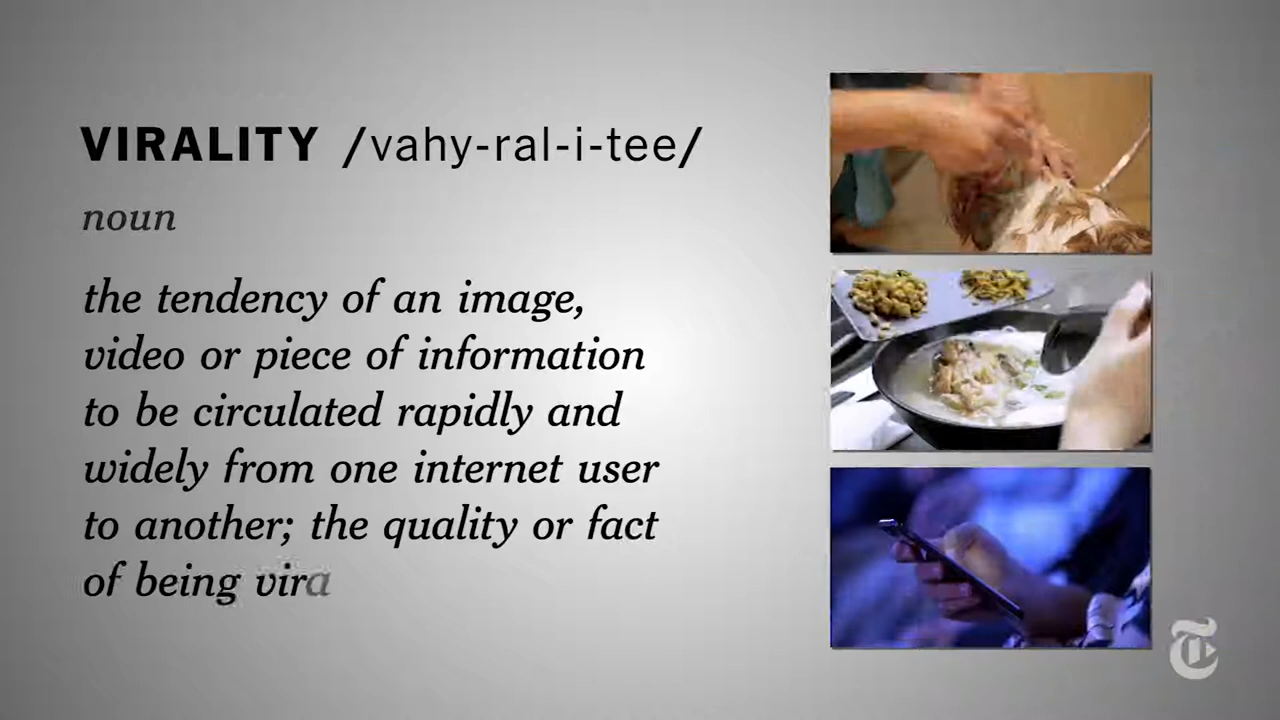 VIRALITY /vahy-ral-i-tee/
noun
the tendency of an image,
video or piece of information
to be circulated rapidly and
widely from one internet user
to another; the quality or fact
of being vira